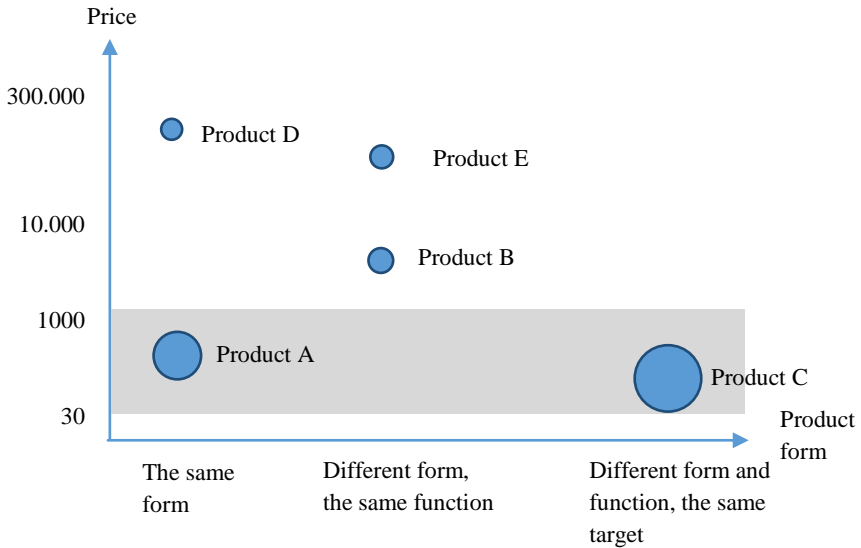 Price
300.000
Product D
Product E
10.000
Product B
1000
Product A
Product C
30
Product
form
The same
form
Different form,
the same function
Different form and
function, the same
target